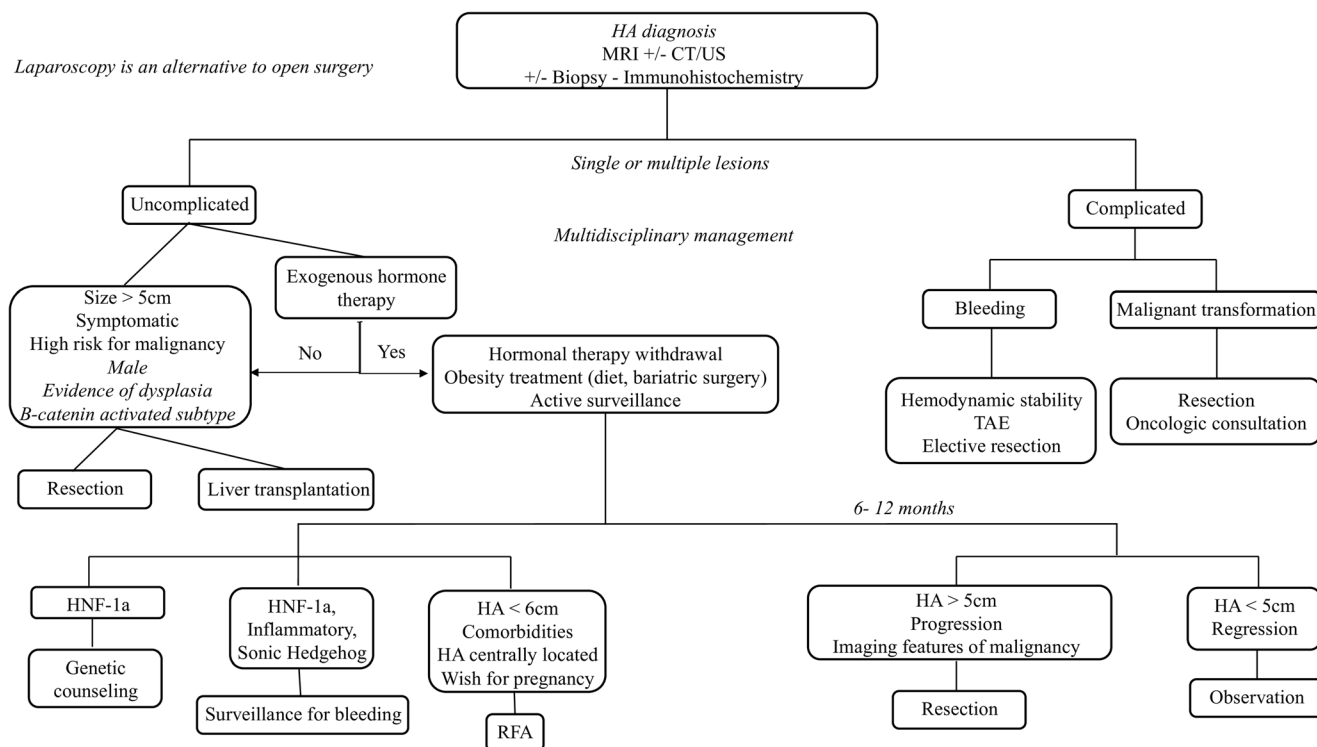 HA diagnosis
MRI +/- CT/US
+/- Biopsy - Immunohistochemistry
Laparoscopy is an alternative to open surgery
Single or multiple lesions
Uncomplicated
Complicated
Multidisciplinary management
Exogenous hormone
therapy
Size > 5cm
Symptomatic
High risk for malignancy
Male
Evidence of dysplasia
B-catenin activated subtype
No
Yes
Hormonal therapy withdrawal
Obesity treatment (diet, bariatric surgery)
Active surveillance
Bleeding
Malignant transformation
Hemodynamic stability
TAE
Elective resection
Resection
Oncologic consultation
Resection
Liver transplantation
6- 12 months
HNF-1a
Genetic
counseling
HNF-1a,
Inflammatory,
Sonic Hedgehog
Surveillance for bleeding
HA < 6cm
Comorbidities
HA centrally located
Wish for pregnancy
RFA
HA > 5cm
Progression
Imaging features of malignancy
Resection
HA < 5cm
Regression
Observation